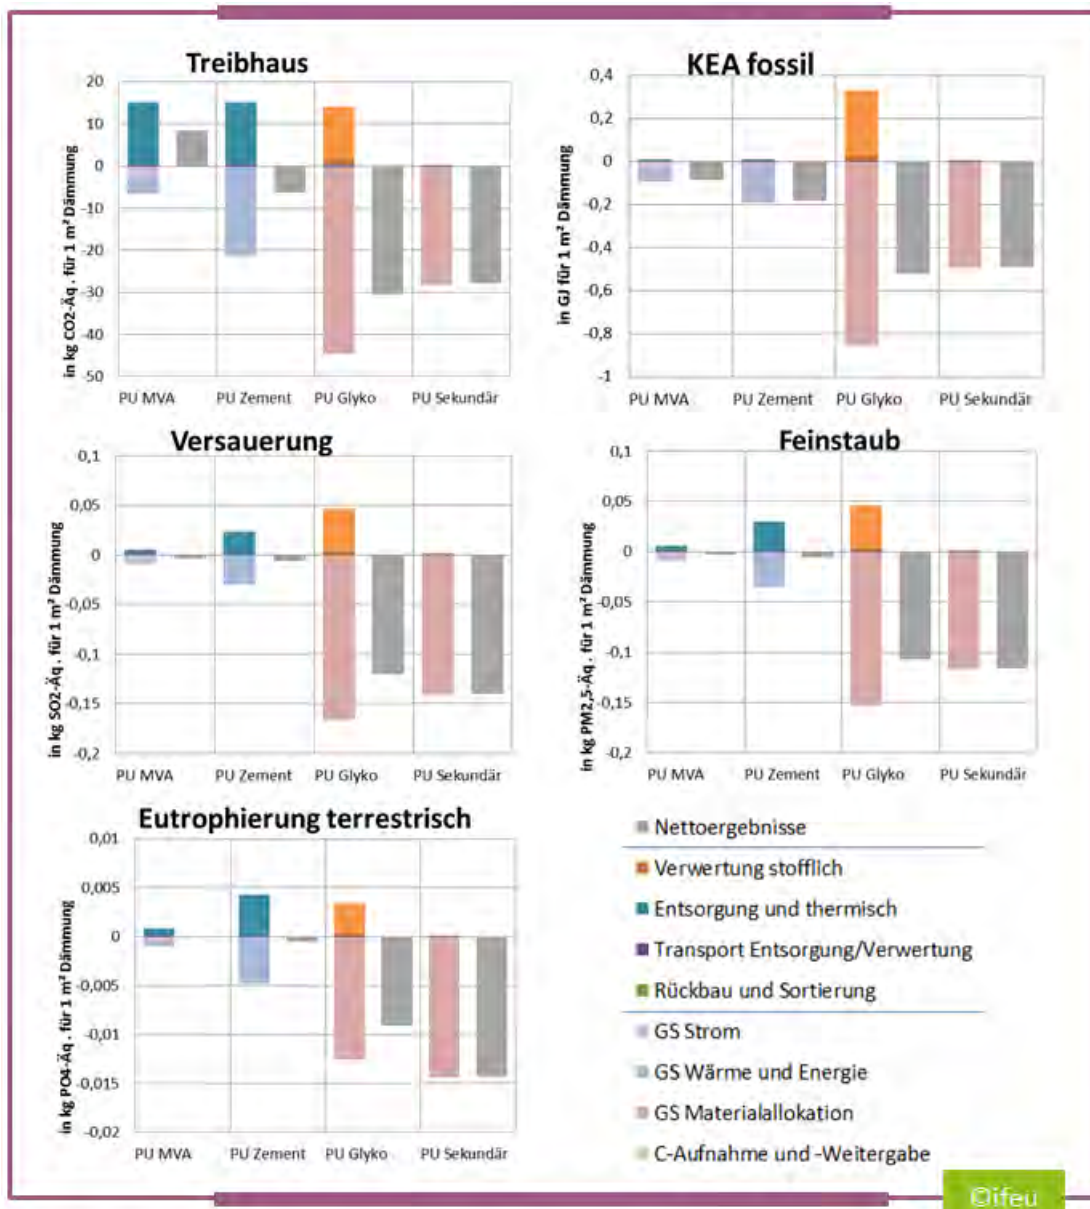 Treibhaus
in kg CO2-Äq . für 1 m² Dämmung
20
10
0
-10
-20
-30
-40
-50
PU MVA
PU Zement
PU Glyko
PU Sekundär
KEA fossil
in GJ für 1 m² Dämmung
0,4
0,2
0
-0,2
-0,4
-0,6
-0,8
-1
PU MVA
PU Zement
PU Glyko
PU Sekundär
Versauerung
in kg SO2-Äq . für 1 m² Dämmung
0,1
0,05
0
-0,05
-0,1
-0,15
-0,2
PU MVA
PU Zement
PU Glyko
PU Sekundär
Feinstaub
in kg PM2,5-Äq . für 1 m² Dämmung
0,1
0,05
0
-0,05
-0,1
-0,15
-0,2
PU MVA
PU Zement
PU Glyko
PU Sekundär
Eutrophierung terrestrisch
in kg PO4-Äq . für 1 m² Dämmung
0,01
0,005
0
-0,005
-0,01
-0,015
-0,02
PU MVA
PU Zement
PU Glyko
PU Sekundär
Nettoergebnisse
Verwertung stofflich
Entsorgung und thermisch
Transport Entsorgung/Verwertung
Rückbau und Sortierung
GS Strom
GS Wärme und Energie
GS Materialallokation
C-Aufnahme und -Weitergabe
©ifeu